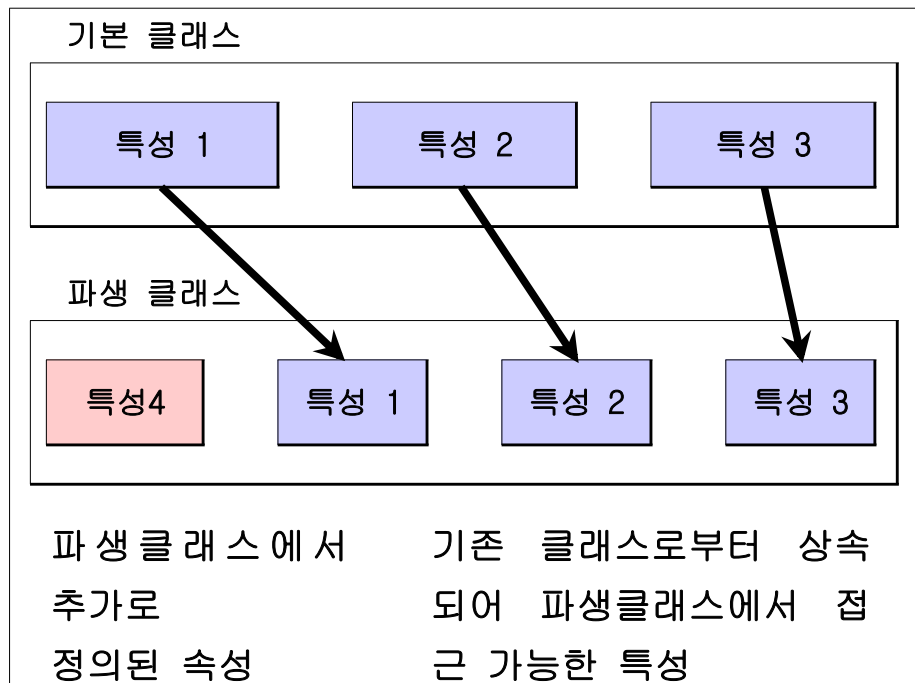 기본 클래스
특성 1
특성 2
특성 3
파생 클래스
특성4
특성 1
특성 2
특성 3
파생클래스에서
추가로
정의된 속성
기존 클래스로부터 상속
되어 파생클래스에서 접
근 가능한 특성